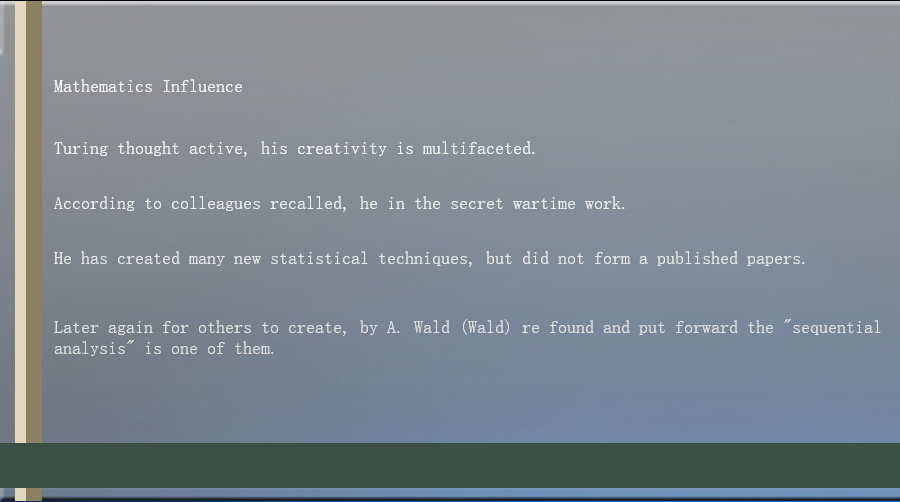 Mathematics Influence
Turing thought active, his creativity is multifaceted.
According to colleagues recalled, he in the secret wartime work.
He has created many new statistical techniques, but did not form a published papers.
Later again for others to create, by A. Wald (Wald) re found and put forward the "sequential
analysis" is one of them.